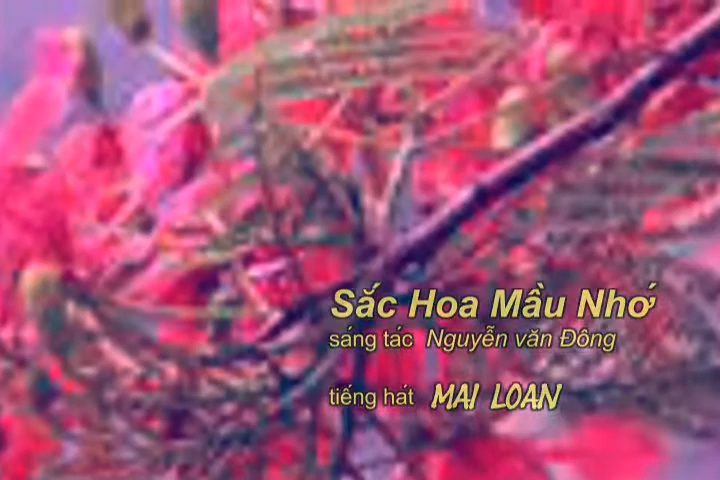 Sắc Hoa Mầu Nhớ
sáng tác Nguyễn văn Đông
tiếng hát MAI LOAN